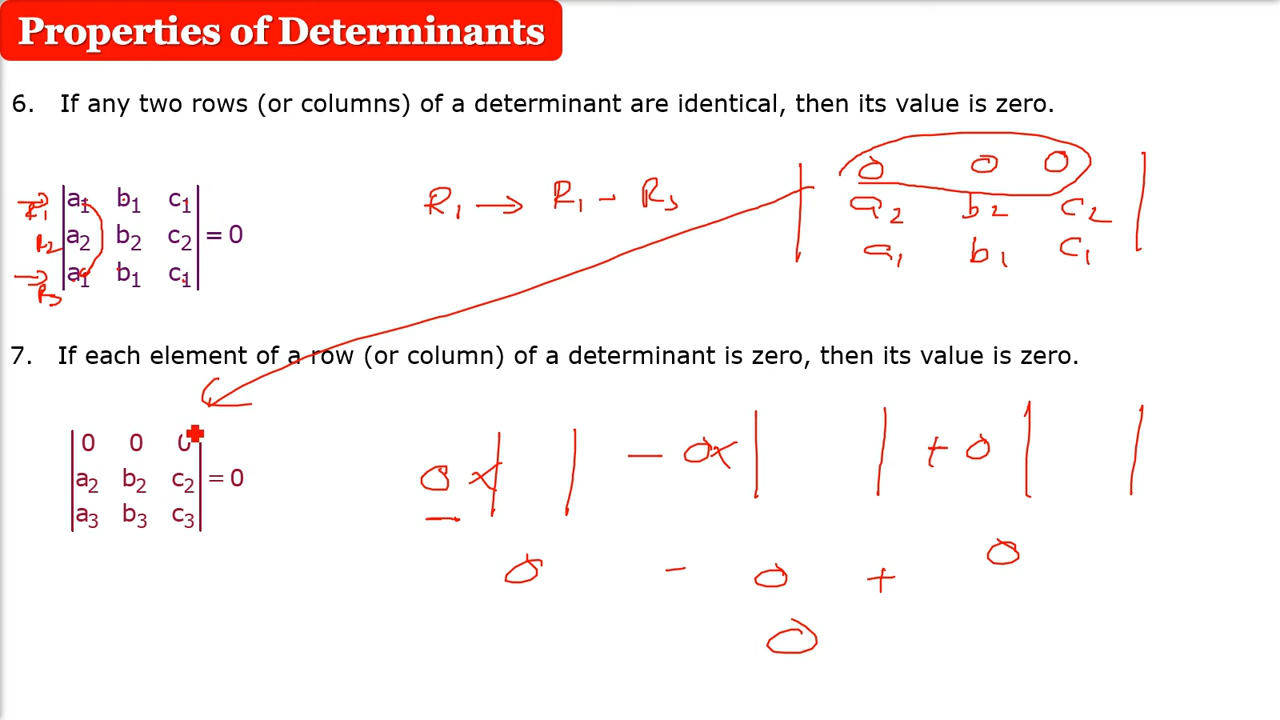 Properties of Determinants
6. If any two rows (or columns) of a determinant are identical, then its value is zero.
R₁ |a₁ b₁ c₁|
R₂ |a₂ b₂ c₂| = 0
R₃ |a₁ b₁ c₁|
R₁ → R₁ - R₃
|0 0 0|
|a₂ b₂ c₂|
|a₁ b₁ c₁|
7. If each element of a row (or column) of a determinant is zero, then its value is zero.
|0 0 0|
|a₂ b₂ c₂| = 0
|a₃ b₃ c₃|
0 × | | - 0 × | | + 0 | |
0 - 0 + 0
0